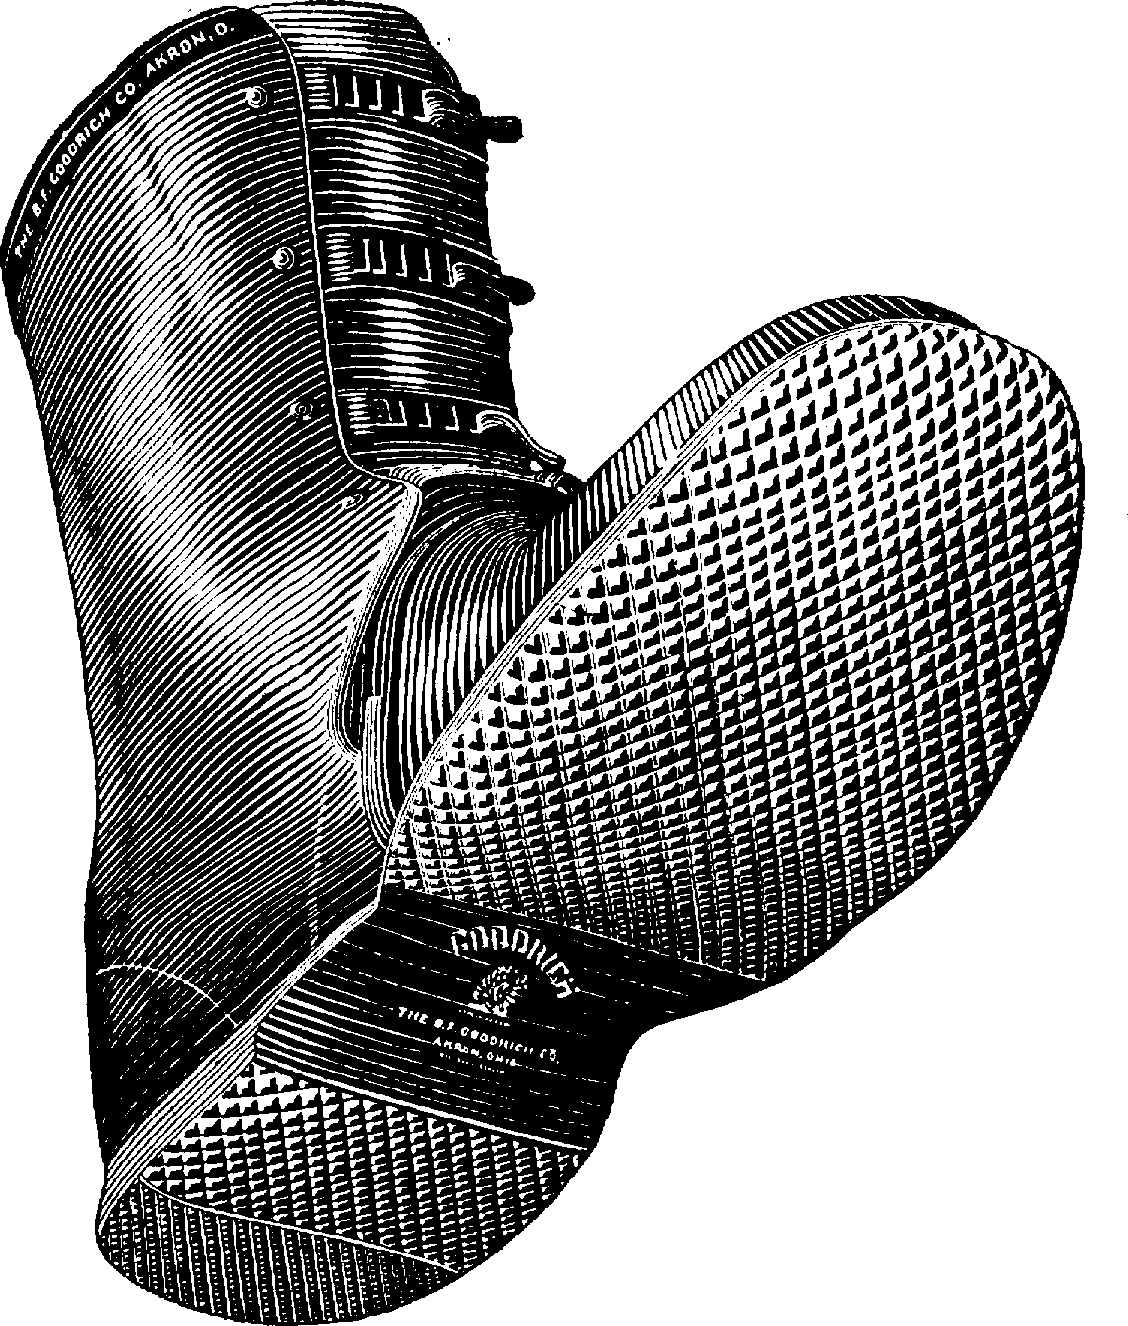 THE B.F. GOODRICH CO. AKRON, O.
GOODRICH
THE B.F. GOODRICH CO.
AKRON, OHIO